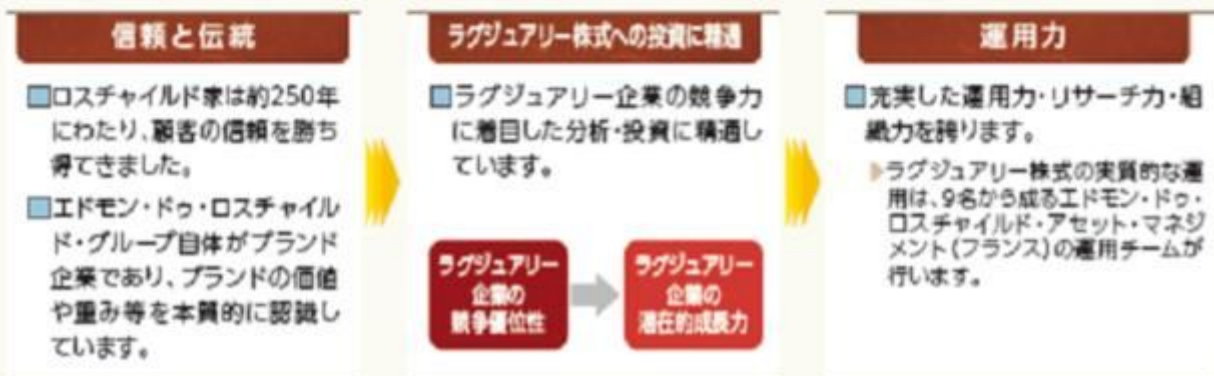 信頼と伝統
■ロスチャイルド家は約250年
にわたり、顧客の信頼を勝ち
得てきました。
■エドモン・ドゥ・ロスチャイル
ド・グループ自体がブランド
企業であり、ブランドの価値
や重み等を本質的に認識し
ています。
ラグジュアリー株式への投資に精通
■ラグジュアリー企業の競争力
に着目した分析・投資に精通し
ています。
ラグジュアリー
企業の
競争優位性
ラグジュアリー
企業の
潜在的成長力
運用力
■充実した運用力・リサーチ力・組
織力を誇ります。
▶ラグジュアリー株式の実質的な運
用は、9名から成るエドモン・ドゥ・
ロスチャイルド・アセット・マネジ
メント(フランス)の運用チームが
行います。